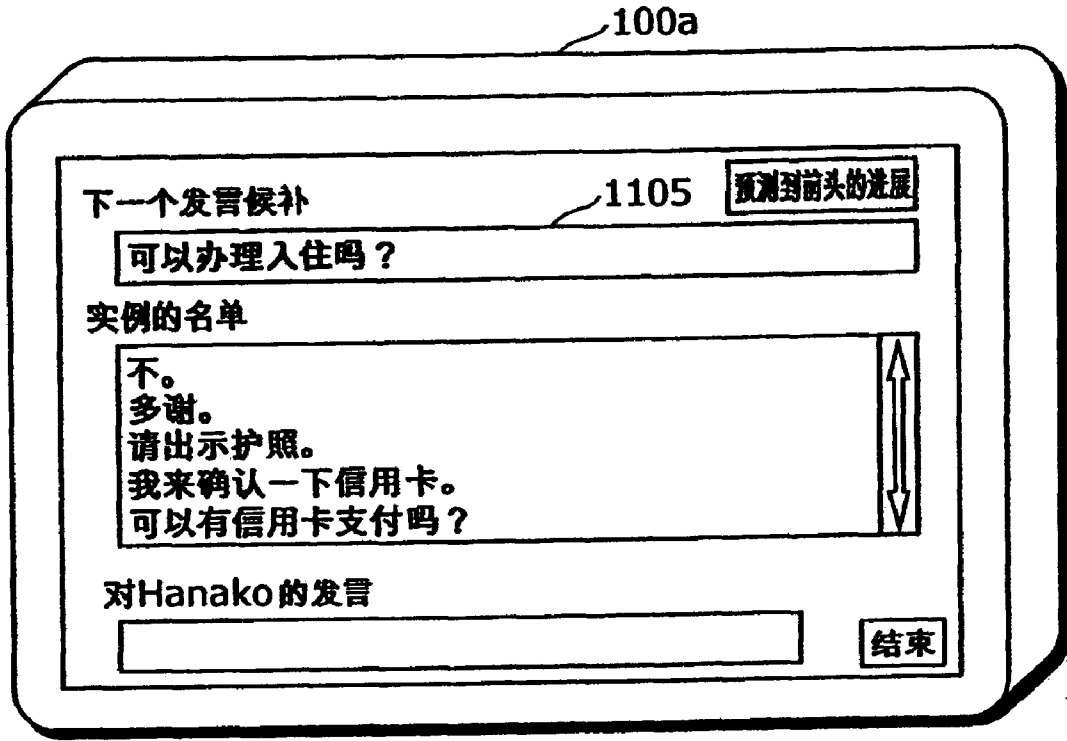 100a
下一个发言候补
1105
预测到前头的进展
可以办理入住吗？
实例的名单
不。
多谢。
请出示护照。
我来确认一下信用卡。
可以有信用卡支付吗？
对Hanako的发言
结束